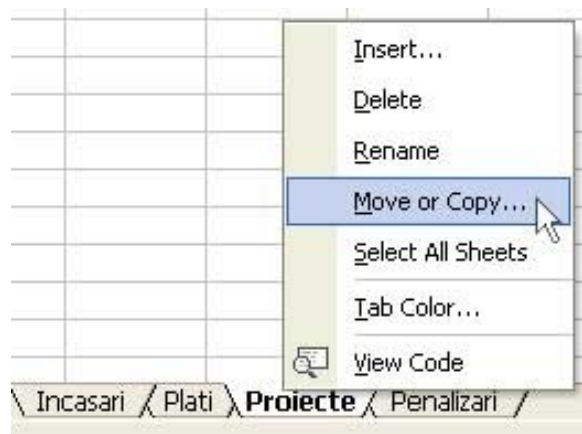 Insert...
Delete
Rename
Move or Copy...
Select All Sheets
Tab Color...
View Code
Incasari Plati Proiecte Penalizari